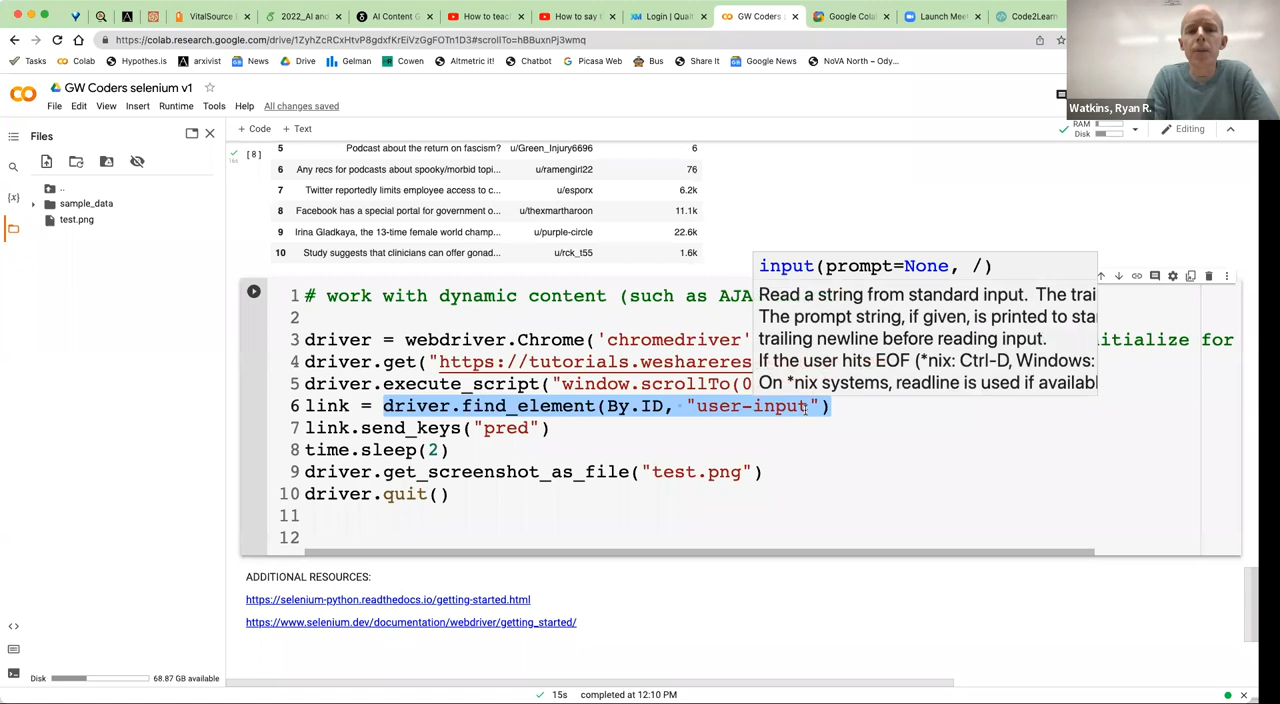 VitalSource
2022_AI and
AI Content G
How to teac
How to say
Login | Qualt
GW Coders
Google Cola
Launch Mee
Code2Learn
https://colab.research.google.com/drive/1ZyhZcRCxHtvP8gdxfKrEiVzGgFOTn1D3#scrollTo=hBBuxnPj3wmq
Tasks
Colab
Hypothes.is
arxivist
News
Drive
Gelman
Cowen
Altmetric it!
Chatbot
Picasa Web
Bus
Share It
Google News
NoVA North – Ody...
GW Coders selenium v1
File Edit View Insert Runtime Tools Help All changes saved
Watkins, Ryan R.
Files
+ Code + Text
RAM
Disk
Editing
..
sample_data
test.png
[8]
5 Podcast about the return on fascism? u/Green_Injury6696 6
6 Any recs for podcasts about spooky/morbid topi... u/ramengirl22 76
7 Twitter reportedly limits employee access to c... u/esporx 6.2k
8 Facebook has a special portal for government o... u/thexmartharoon 11.1k
9 Irina Gladkaya, the 13-time female world champ... u/purple-circle 22.6k
10 Study suggests that clinicians can offer gonad... u/rck_t55 1.6k
input(prompt=None, /)
Read a string from standard input. The trai
The prompt string, if given, is printed to sta
trailing newline before reading input.
If the user hits EOF (*nix: Ctrl-D, Windows:
On *nix systems, readline is used if availab
1 # work with dynamic content (such as AJA
2
3 driver = webdriver.Chrome('chromedriver' itialize for
4 driver.get("https://tutorials.weshareres
5 driver.execute_script("window.scrollTo(0
6 link = driver.find_element(By.ID, "user-input")
7 link.send_keys("pred")
8 time.sleep(2)
9 driver.get_screenshot_as_file("test.png")
10 driver.quit()
11
12
ADDITIONAL RESOURCES:
https://selenium-python.readthedocs.io/getting-started.html
https://www.selenium.dev/documentation/webdriver/getting_started/
Disk 68.87 GB available
15s completed at 12:10 PM